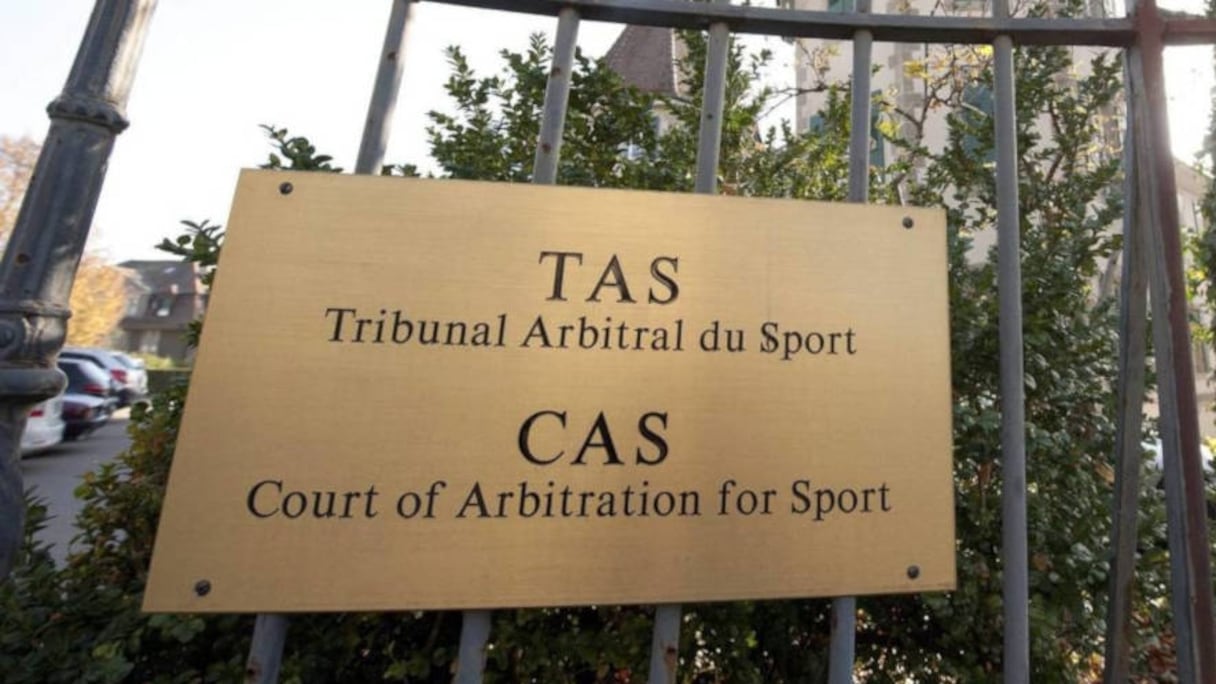 TAS
Tribunal Arbitral du Sport
CAS
Court of Arbitration for Sport